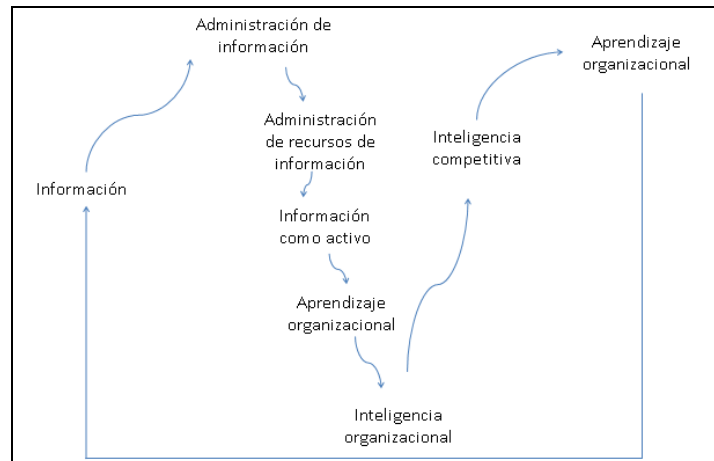 Administración de
información
Aprendizaje
organizacional
Administración
de recursos de
información
Inteligencia
competitiva
Información
Información
como activo
Aprendizaje
organizacional
Inteligencia
organizacional